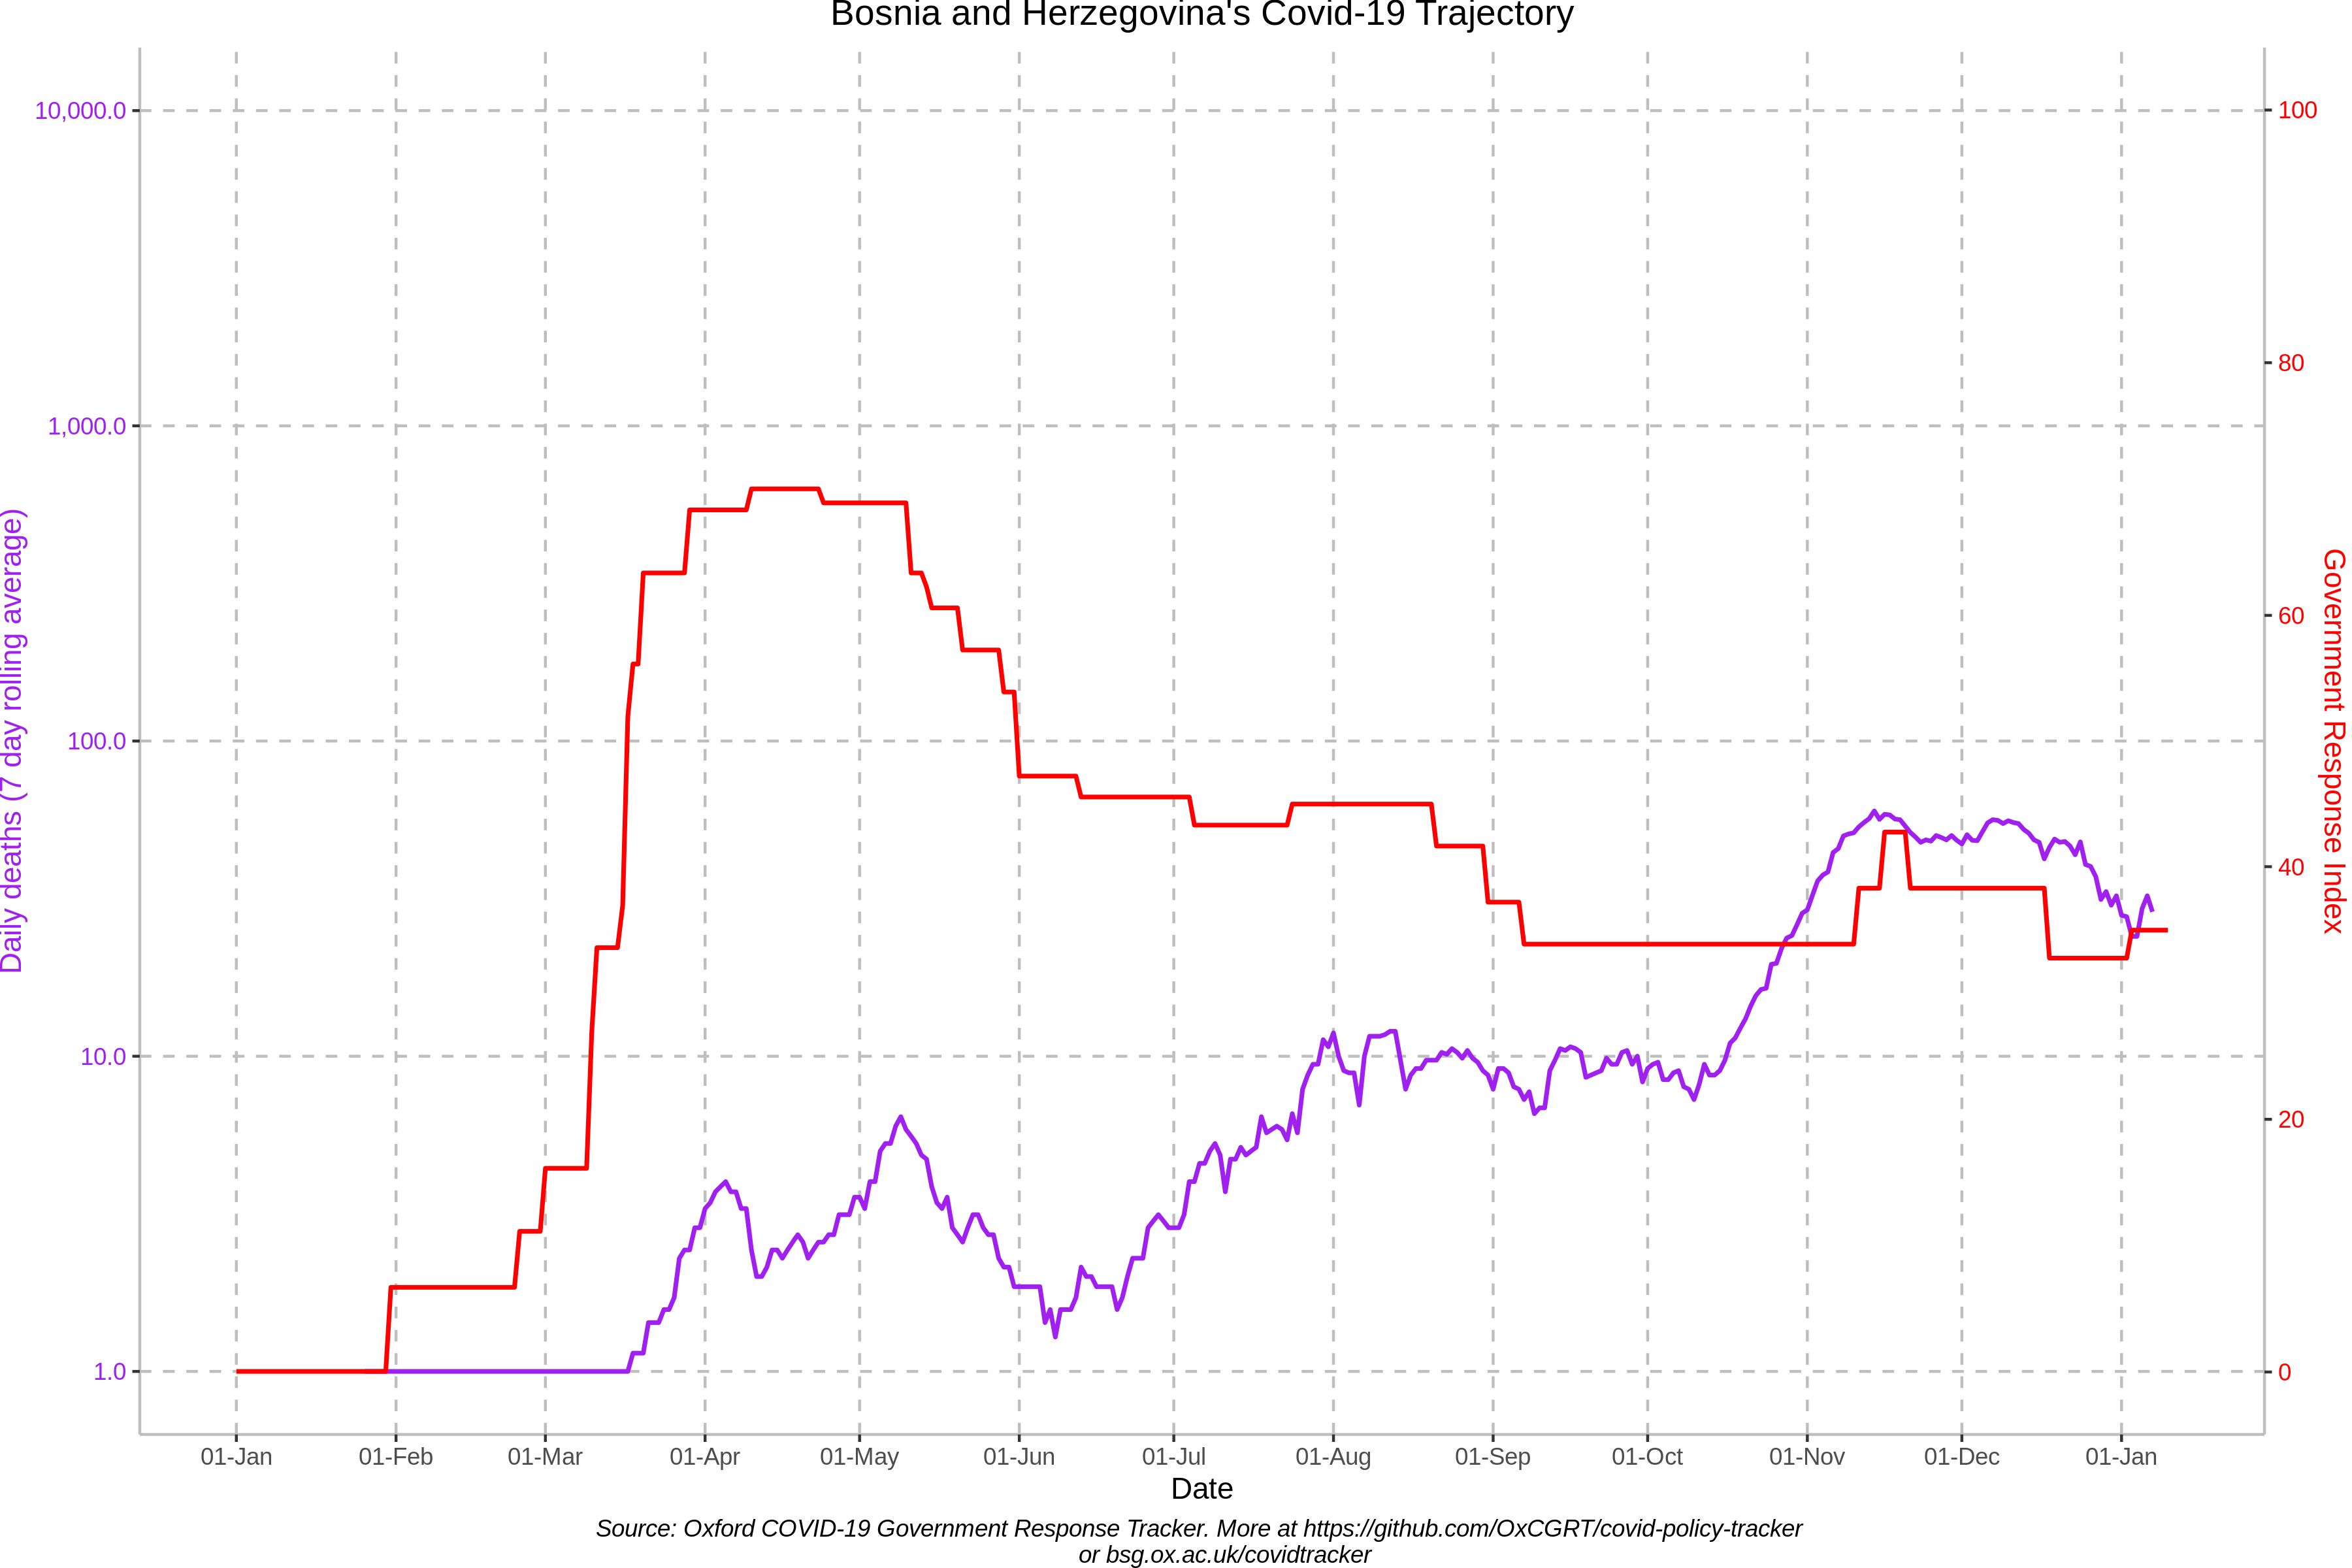 Bosnia and Herzegovina's Covid-19 Trajectory
10,000.0
1,000.0
100.0
10.0
1.0
Daily deaths (7 day rolling average)
100
80
60
40
20
0
Government Response Index
01-Jan
01-Feb
01-Mar
01-Apr
01-May
01-Jun
01-Jul
01-Aug
01-Sep
01-Oct
01-Nov
01-Dec
01-Jan
Date
Source: Oxford COVID-19 Government Response Tracker. More at https://github.com/OxCGRT/covid-policy-tracker
or bsg.ox.ac.uk/covidtracker